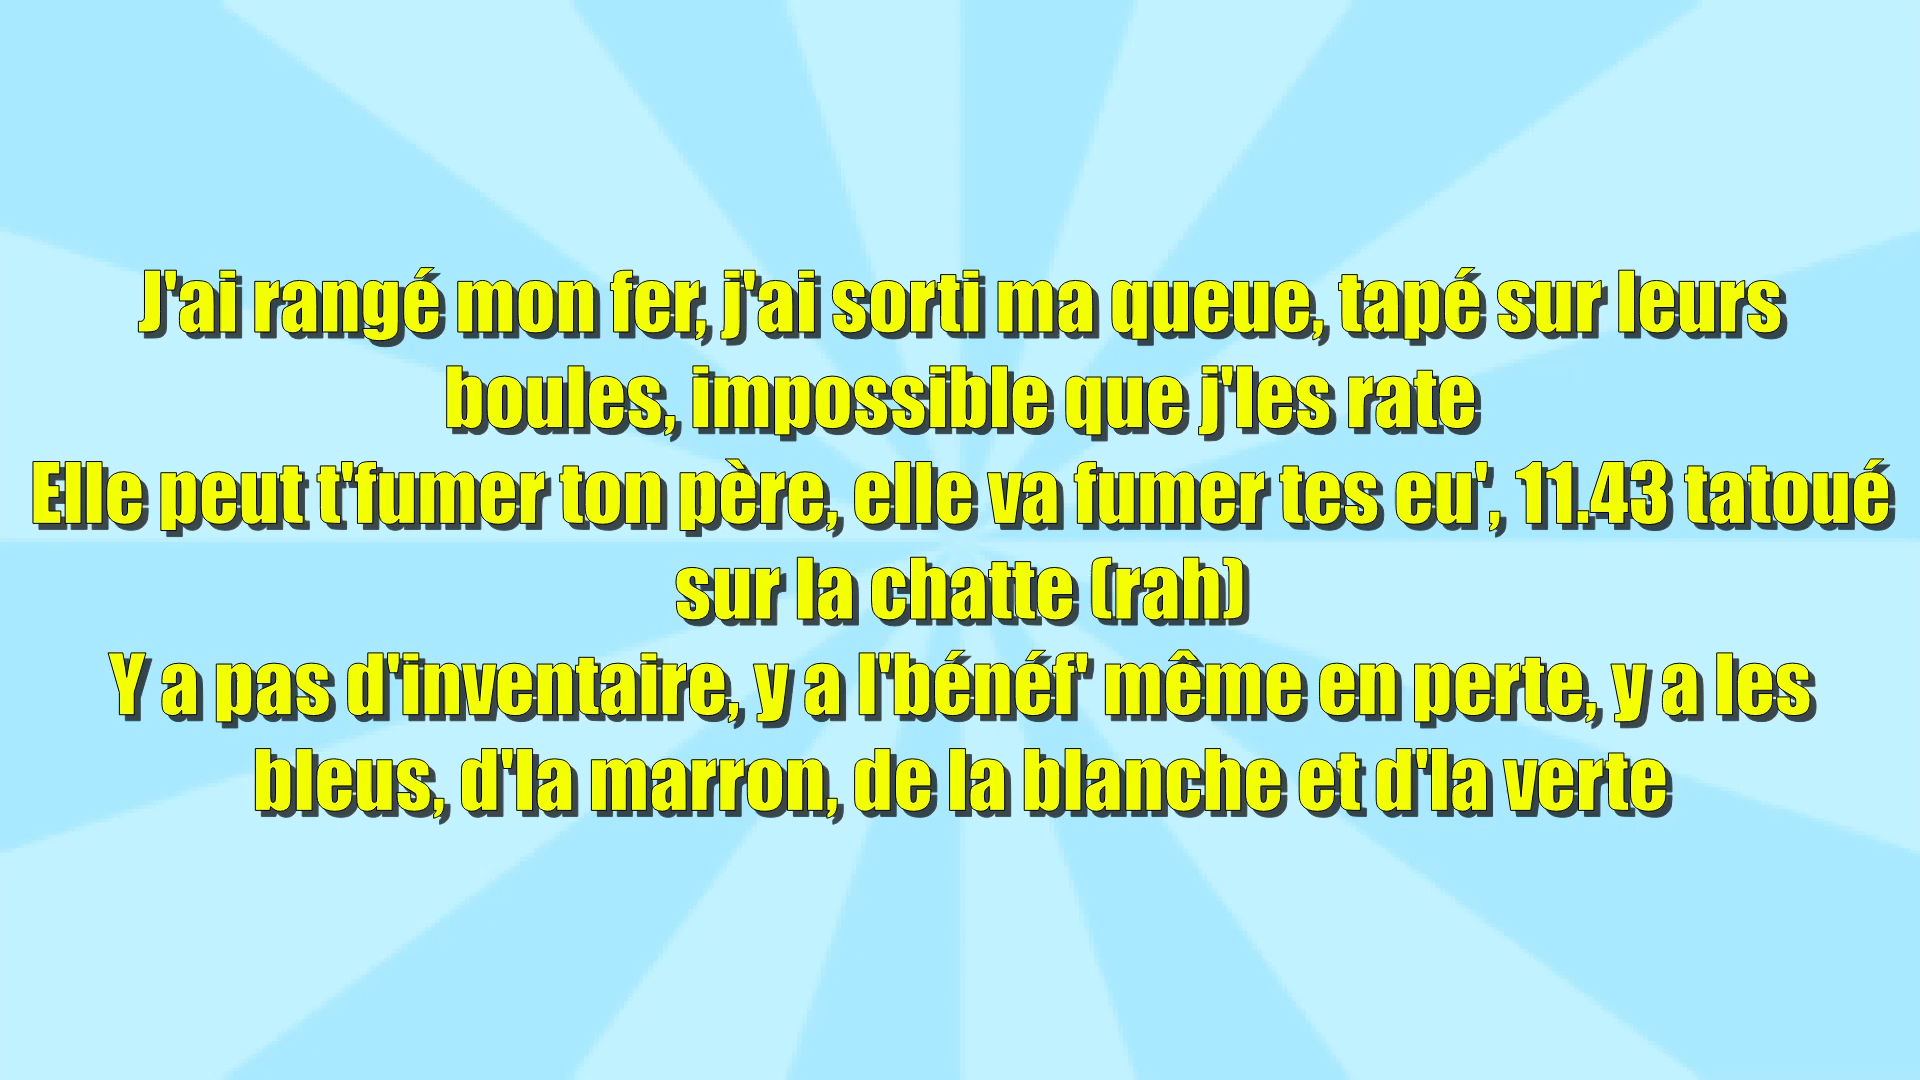 J'ai rangé mon fer, j'ai sorti ma queue, tapé sur leurs
boules, impossible que j'les rate
Elle peut t'fumer ton père, elle va fumer tes eu', 11.43 tatoué
sur la chatte (rah)
Y a pas d'inventaire, y a l'bénéf' même en perte, y a les
bleus, d'la marron, de la blanche et d'la verte